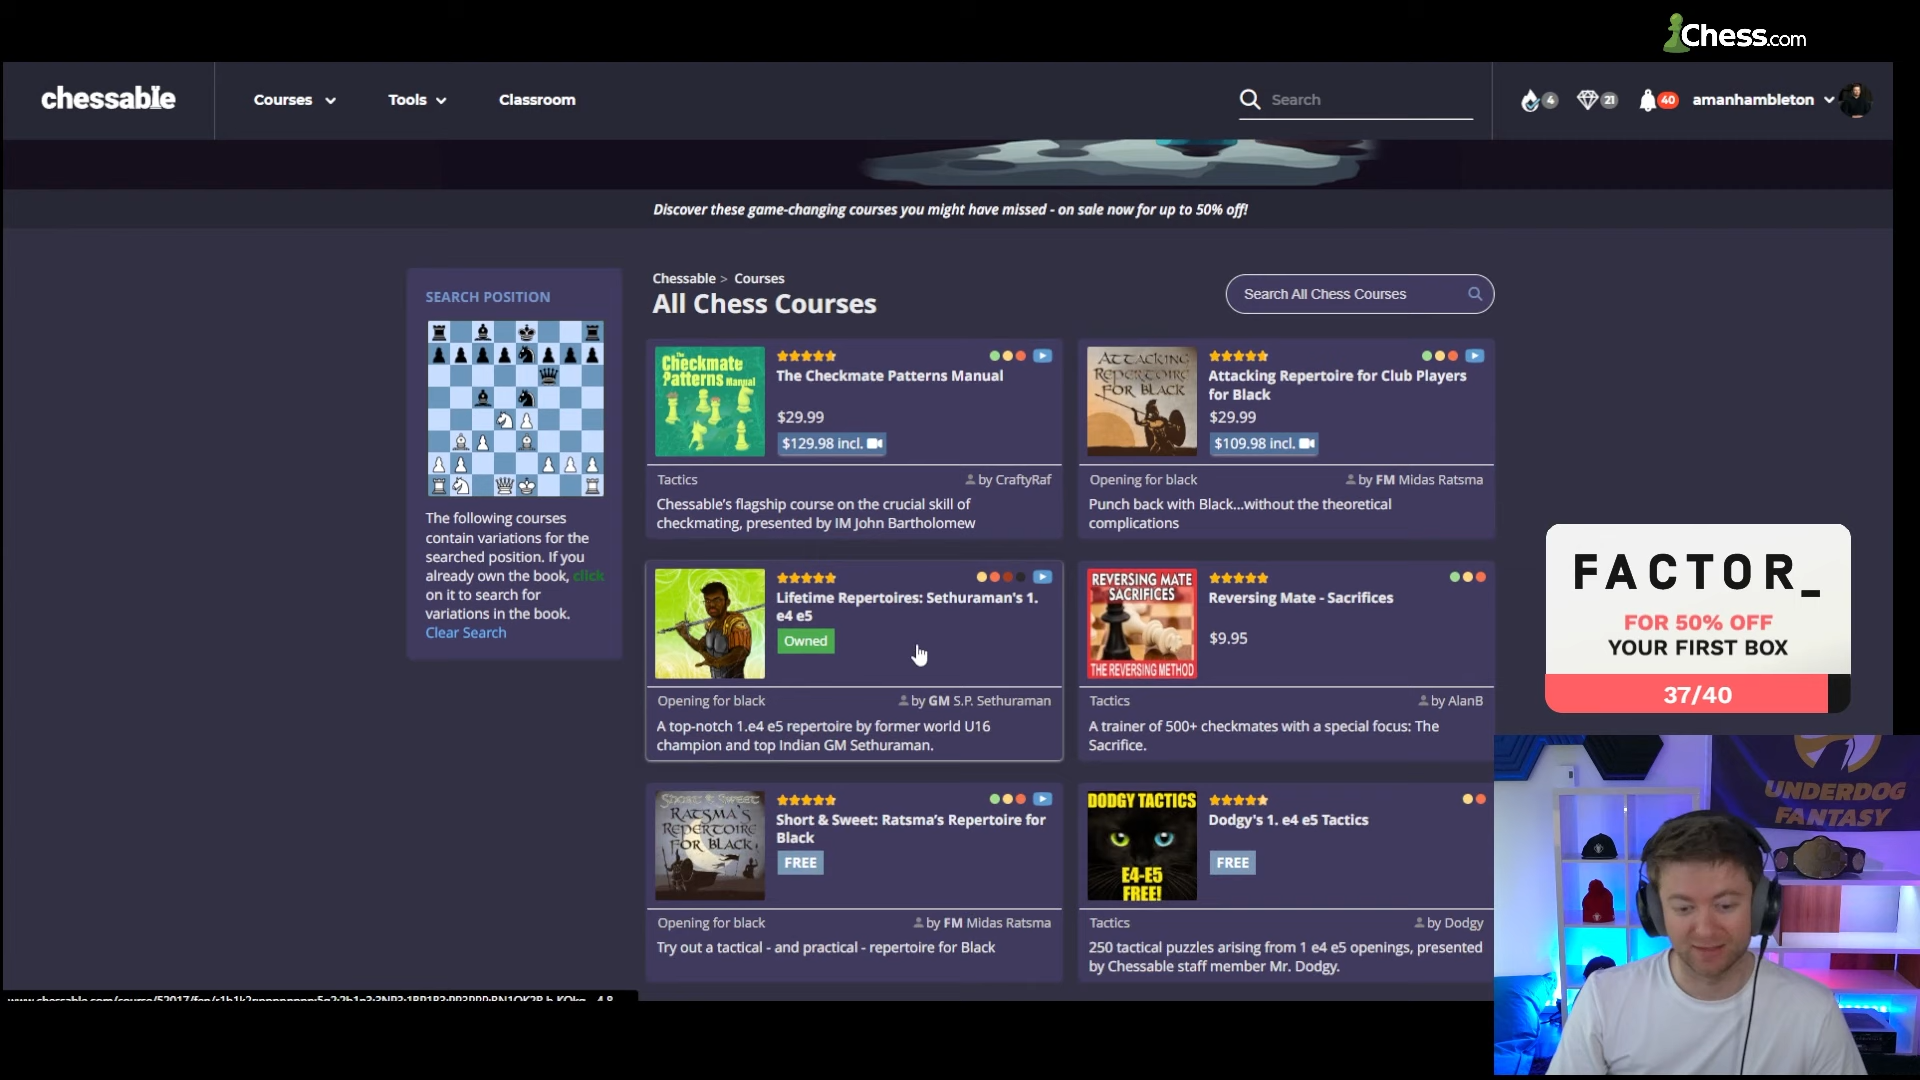 Chess.com
chessable
Courses
Tools
Classroom
Search
4
21
40
amanhambleton
Discover these game-changing courses you might have missed - on sale now for up to 50% off!
SEARCH POSITION
The following courses
contain variations for the
searched position. If you
already own the book, click
on it to search for
variations in the book.
Clear Search
Chessable > Courses
All Chess Courses
Search All Chess Courses
The
Checkmate
Patterns Manual
The Checkmate Patterns Manual
$29.99
$129.98 incl.
Tactics
by CraftyRaf
Chessable's flagship course on the crucial skill of
checkmating, presented by IM John Bartholomew
ATTACKING
REPERTOIRE
FOR BLACK
Attacking Repertoire for Club Players
for Black
$29.99
$109.98 incl.
Opening for black
by FM Midas Ratsma
Punch back with Black...without the theoretical
complications
Lifetime Repertoires: Sethuraman's 1.
e4 e5
Owned
Opening for black
by GM S.P. Sethuraman
A top-notch 1.e4 e5 repertoire by former world U16
champion and top Indian GM Sethuraman.
REVERSING MATE
SACRIFICES
THE REVERSING METHOD
Reversing Mate - Sacrifices
$9.95
Tactics
by AlanB
A trainer of 500+ checkmates with a special focus: The
Sacrifice.
SHORT & SWEET
RATSMA'S
REPERTOIRE
FOR BLACK
Short & Sweet: Ratsma's Repertoire for
Black
FREE
Opening for black
by FM Midas Ratsma
Try out a tactical - and practical - repertoire for Black
DODGY TACTICS
E4-E5
FREE!
Dodgy's 1. e4 e5 Tactics
FREE
Tactics
by Dodgy
250 tactical puzzles arising from 1 e4 e5 openings, presented
by Chessable staff member Mr. Dodgy.
FACTOR_
FOR 50% OFF
YOUR FIRST BOX
37/40
UNDERDOG
FANTASY